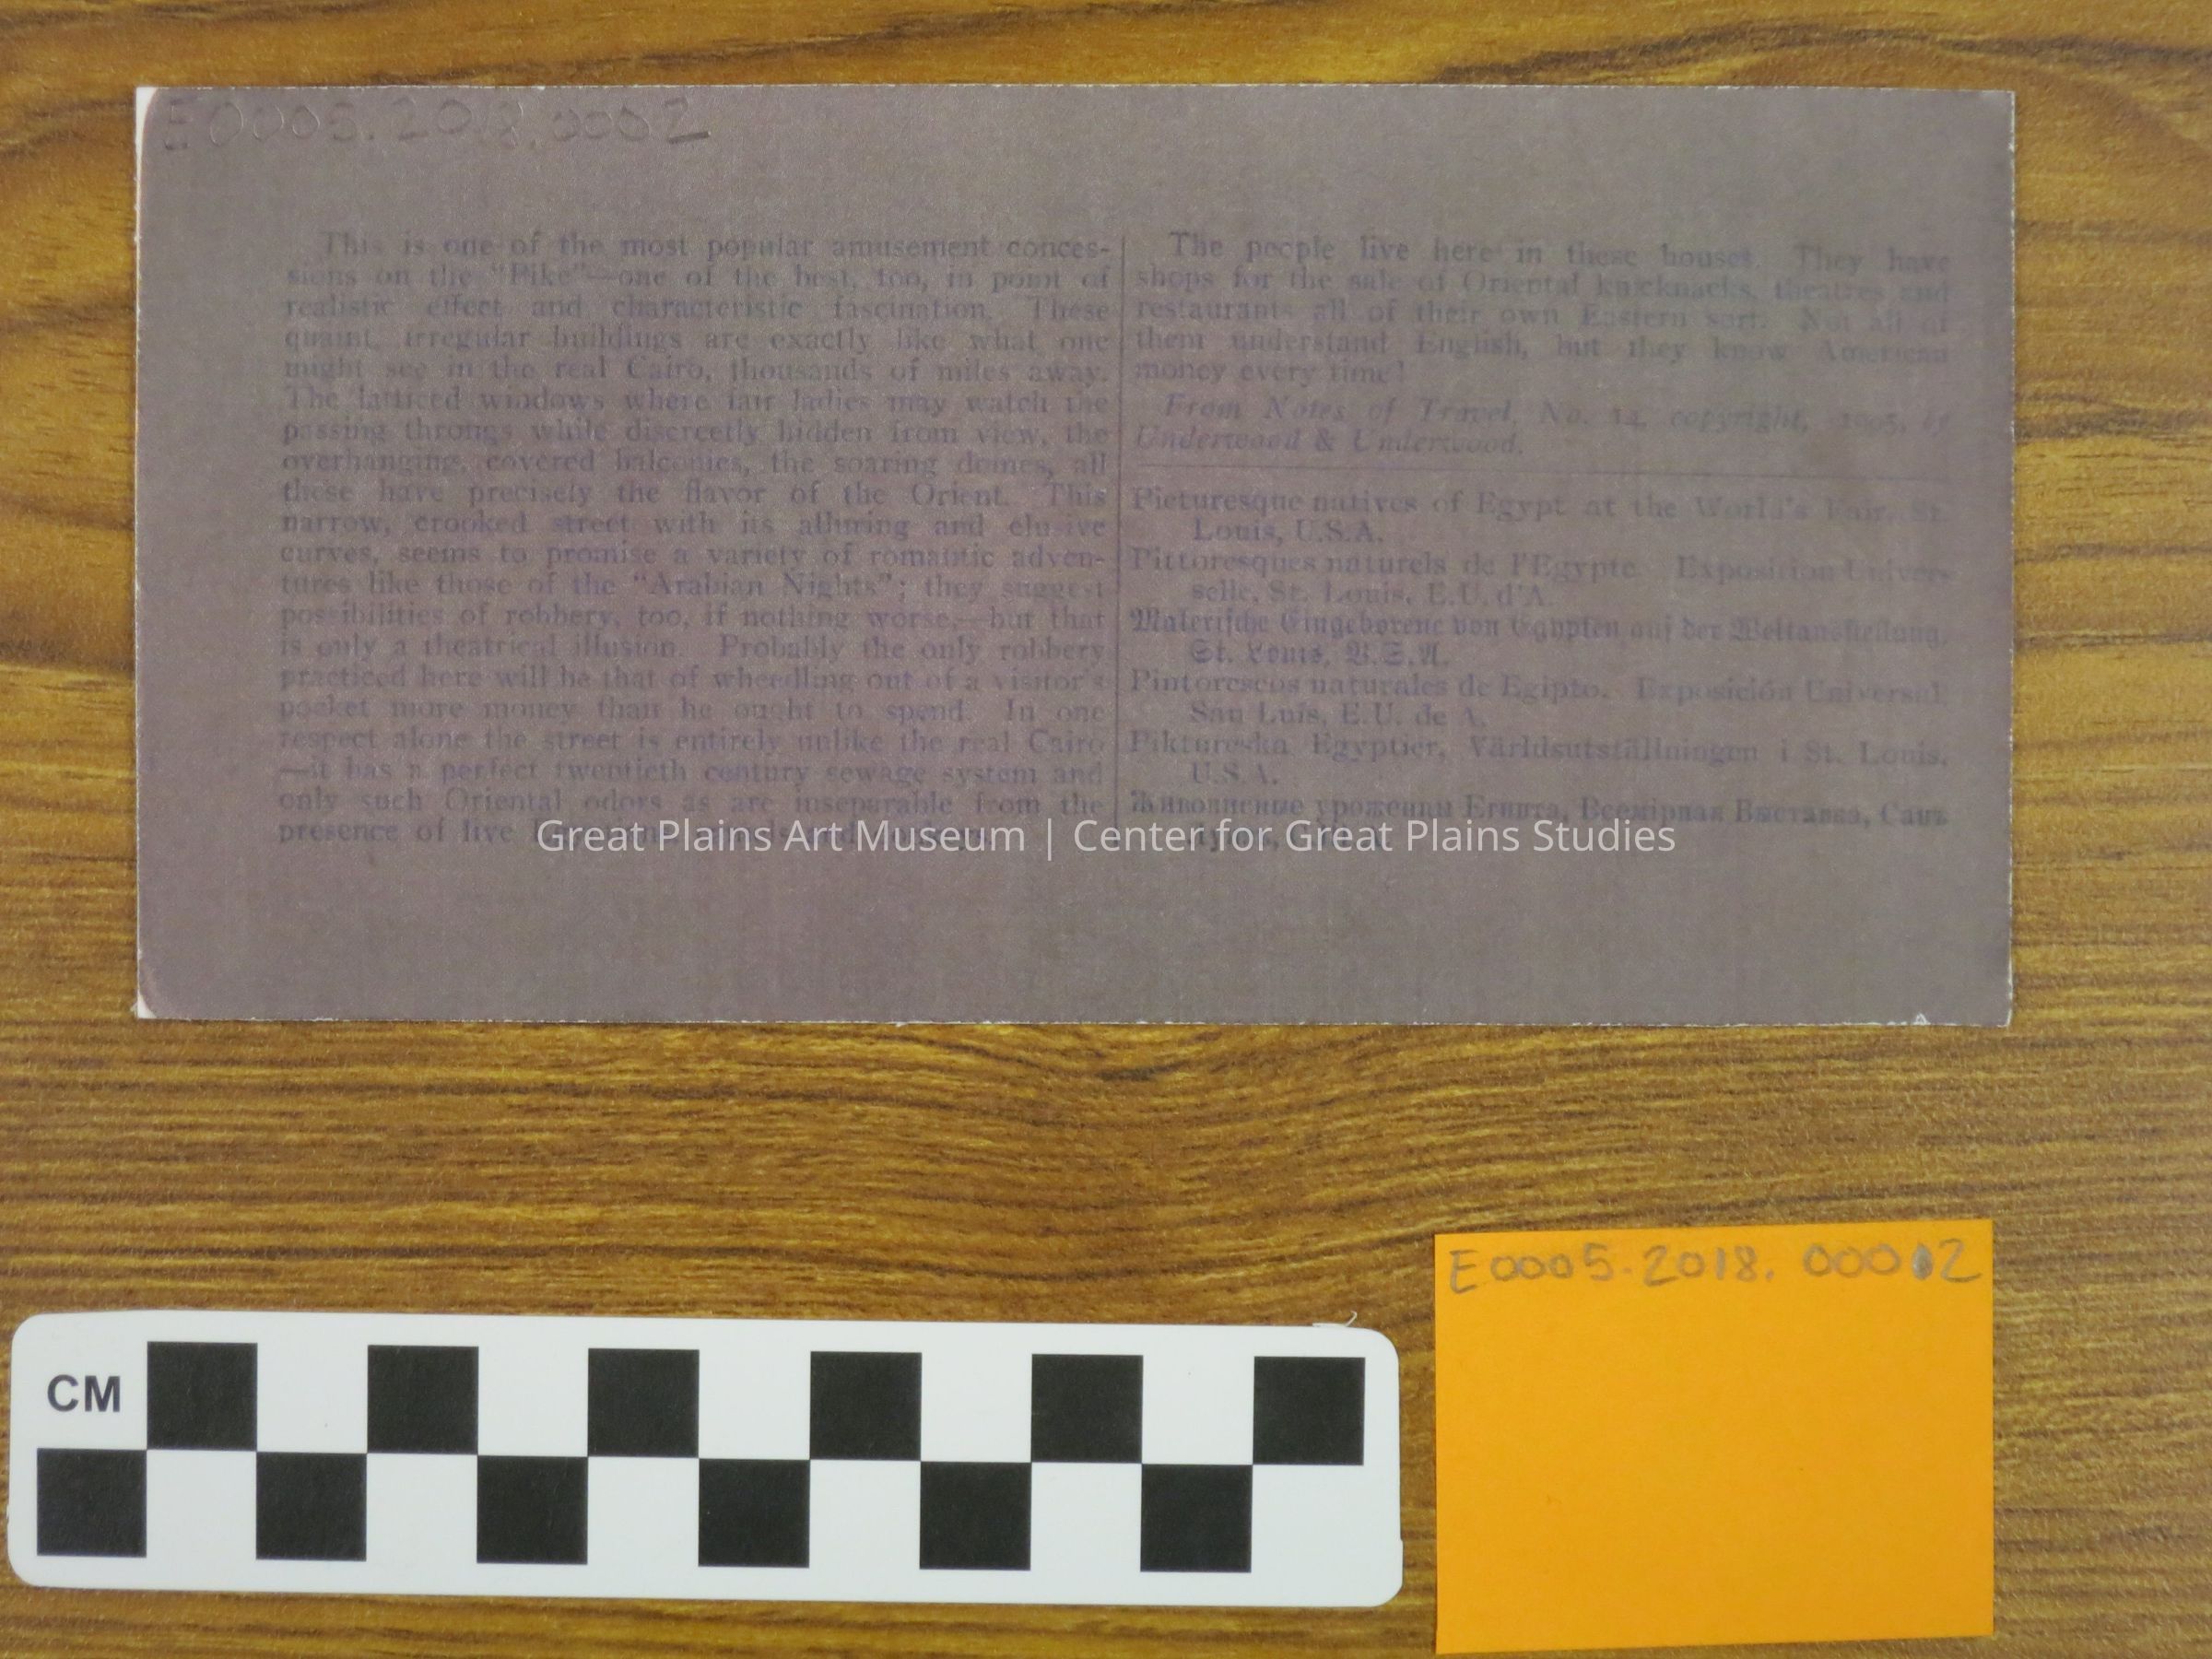 E0005.2018.0002
This is one of the most popular amusement conces-
sions on the "Pike"—one of the best, too, in point of
realistic effect and characteristic fascination. These
quaint, irregular buildings are exactly like what one
might see in the real Cairo, thousands of miles away.
The latticed windows where fair ladies may watch the
passing throngs while discreetly hidden from view, the
overhanging, covered balconies, the soaring domes, all
these have precisely the flavor of the Orient. This
narrow, crooked street with its alluring and elusive
curves, seems to promise a variety of romantic adven-
tures like those of the "Arabian Nights"; they suggest
possibilities of robbery, too, if nothing worse,—but that
is only a theatrical illusion. Probably the only robbery
practiced here will be that of wheedling out of a visitor's
pocket more money than he ought to spend. In one
respect alone the street is entirely unlike the real Cairo
—it has a perfect twentieth century sewage system and
only such Oriental odors as are inseparable from the
presence of live
The people live here in these houses. They have
shops for the sale of Oriental knicknacks, theatres and
restaurants all of their own Eastern sort. Not all of
them understand English, but they know American
money every time!
From Notes of Travel, No. 14, copyright, 1905, by
Underwood & Underwood.
Picturesque natives of Egypt at the World's Fair, St.
Louis, U.S.A.
Pittoresques naturels de l'Egypte. Exposition Univer-
selle, St. Louis, E.U. d'A.
Malerische Eingeborene von Egypten auf der Weltausstellung,
St. Louis, V.S.A.
Pintorescos naturales de Egipto. Exposición Universal
San Luis, E.U. de A.
Piktureska Egyptier, Världsutställningen i St. Louis,
U.S.A.
Живописные уроженцы Египта, Всемірная Выставка, Сант
Great Plains Art Museum | Center for Great Plains Studies
E0005.2018.00012
CM